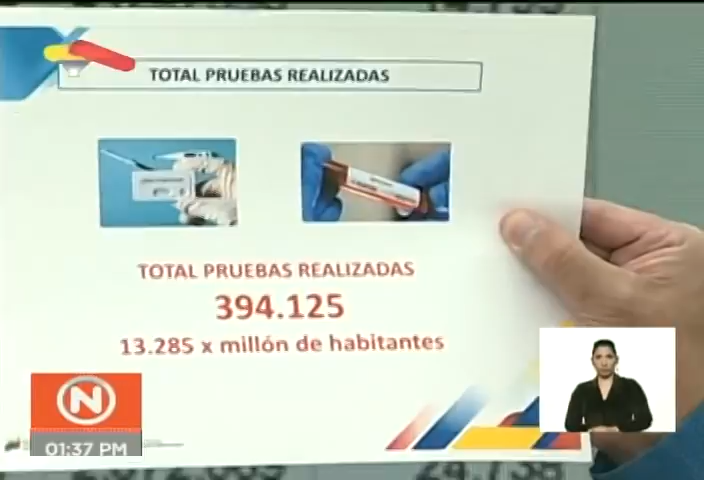 TOTAL PRUEBAS REALIZADAS
TOTAL PRUEBAS REALIZADAS
394.125
13.285 x millón de habitantes
N
01:37 PM